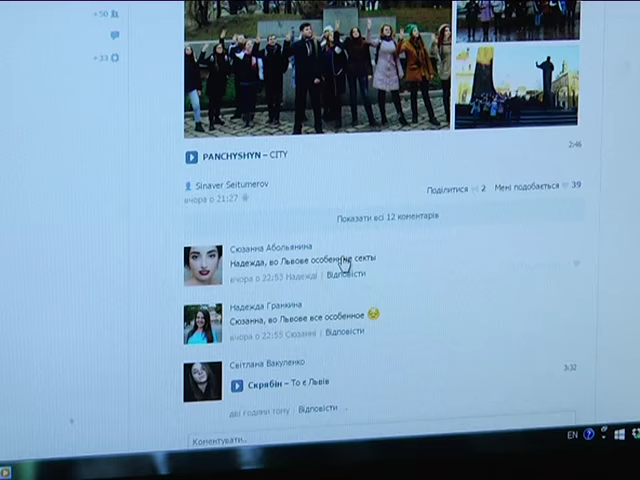 +50
+33
PANCHYSHYN – CITY
2:46
Sinaver Seitumerov
вчора о 21:27
Поділитися 2 Мені подобається 39
Показати всі 12 коментарів
Сюзанна Абольянина
Надежда, во Львове особенные секты
вчора о 22:53 Надежді | Відповісти
Надежда Гранкина
Сюзанна, во Львове все особенное
вчора о 22:55 Сюзанні | Відповісти
Світлана Вакуленко
Скрябін – То є Львів
3:32
дві години тому | Відповісти
Коментувати..
EN